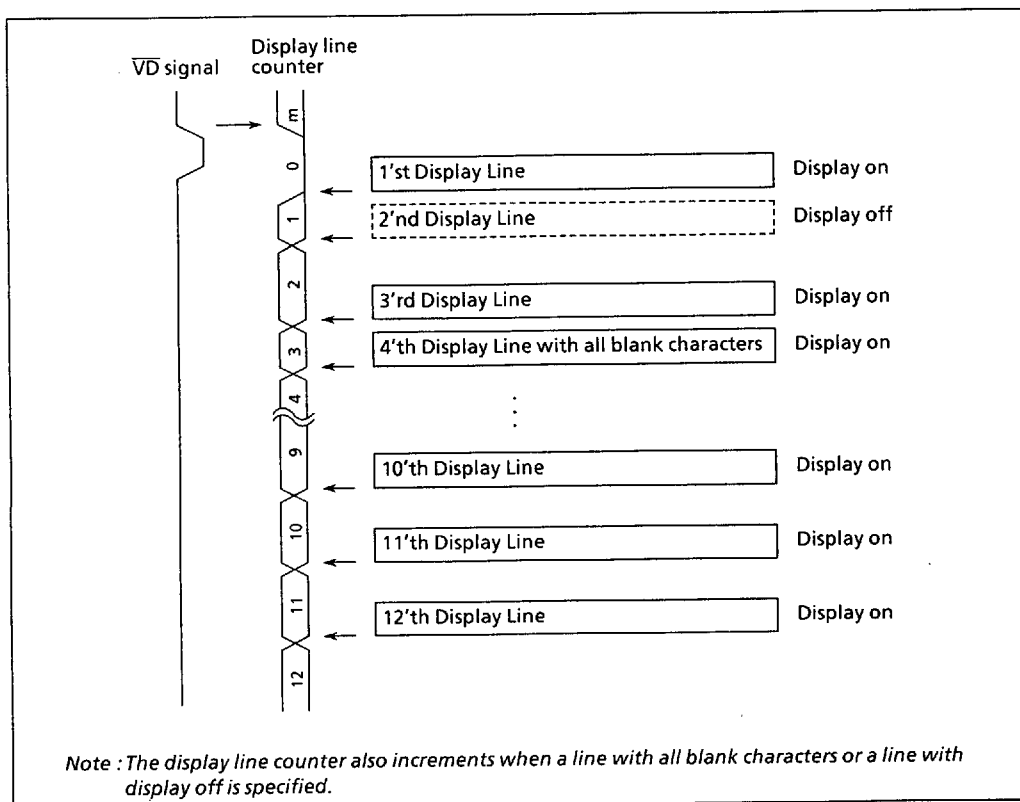 Display line
counter
V̅D̅ signal
m
0
1'st Display Line Display on
1
2'nd Display Line Display off
2
3'rd Display Line Display on
3
4'th Display Line with all blank characters Display on
4
9
10'th Display Line Display on
10
11'th Display Line Display on
11
12'th Display Line Display on
12
Note : The display line counter also increments when a line with all blank characters or a line with
display off is specified.